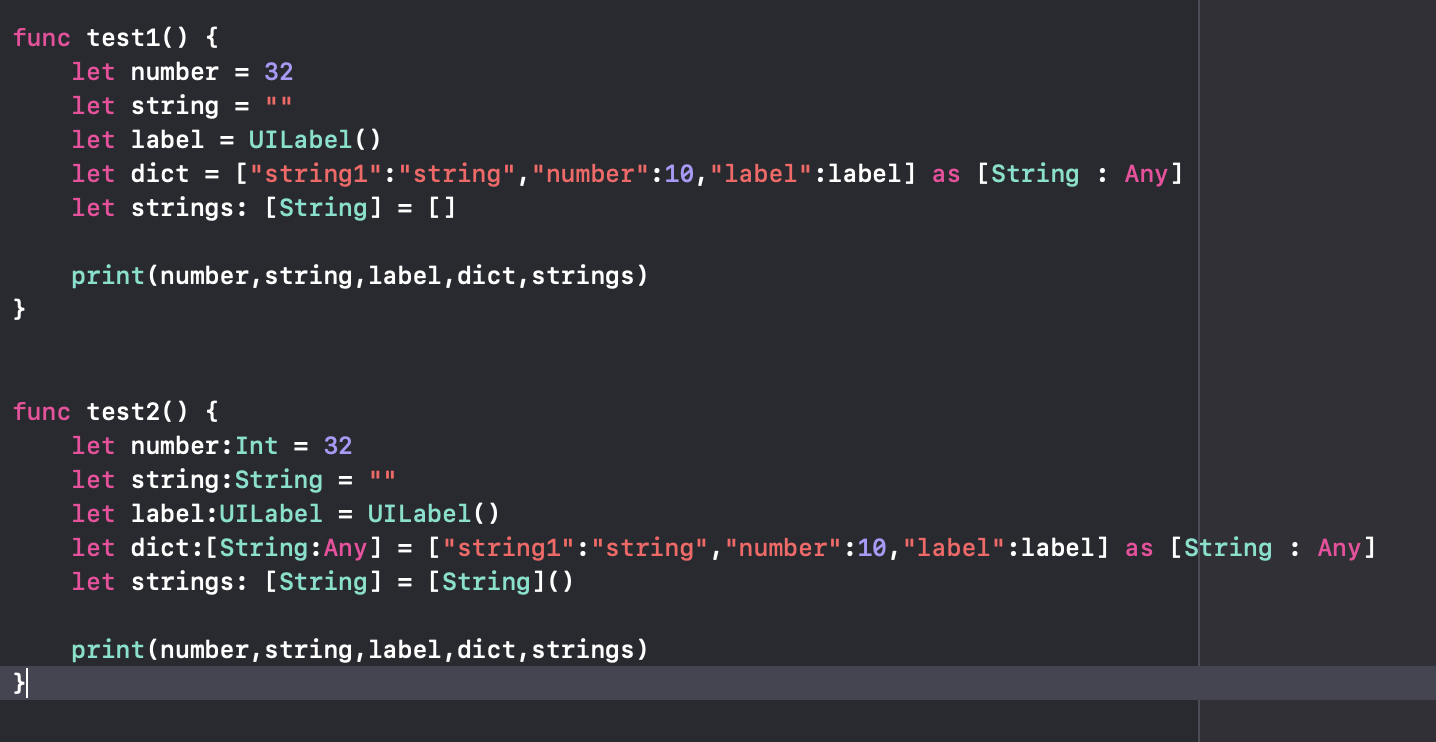 func test1() {
    let number = 32
    let string = ""
    let label = UILabel()
    let dict = ["string1":"string","number":10,"label":label] as [String : Any]
    let strings: [String] = []
    print(number,string,label,dict,strings)
}
func test2() {
    let number:Int = 32
    let string:String = ""
    let label:UILabel = UILabel()
    let dict:[String:Any] = ["string1":"string","number":10,"label":label] as [String : Any]
    let strings: [String] = [String]()
    print(number,string,label,dict,strings)
}